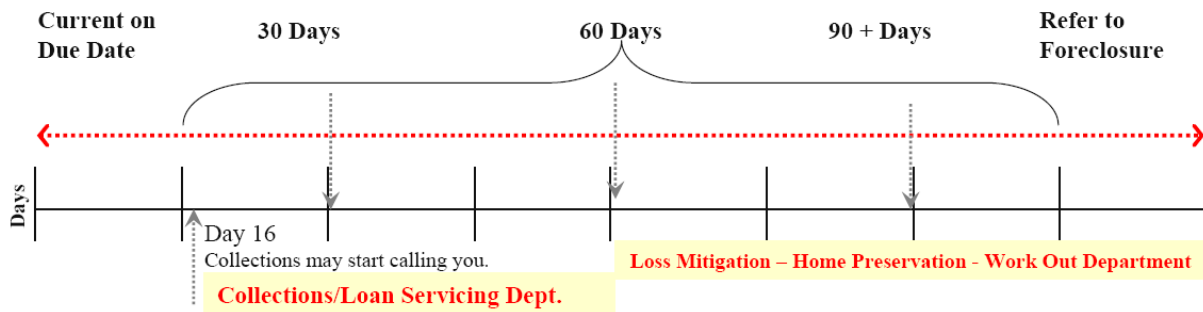 Current on
Due Date
30 Days
60 Days
90 + Days
Refer to
Foreclosure
Days
Day 16
Collections may start calling you.
Collections/Loan Servicing Dept.
Loss Mitigation – Home Preservation - Work Out Department